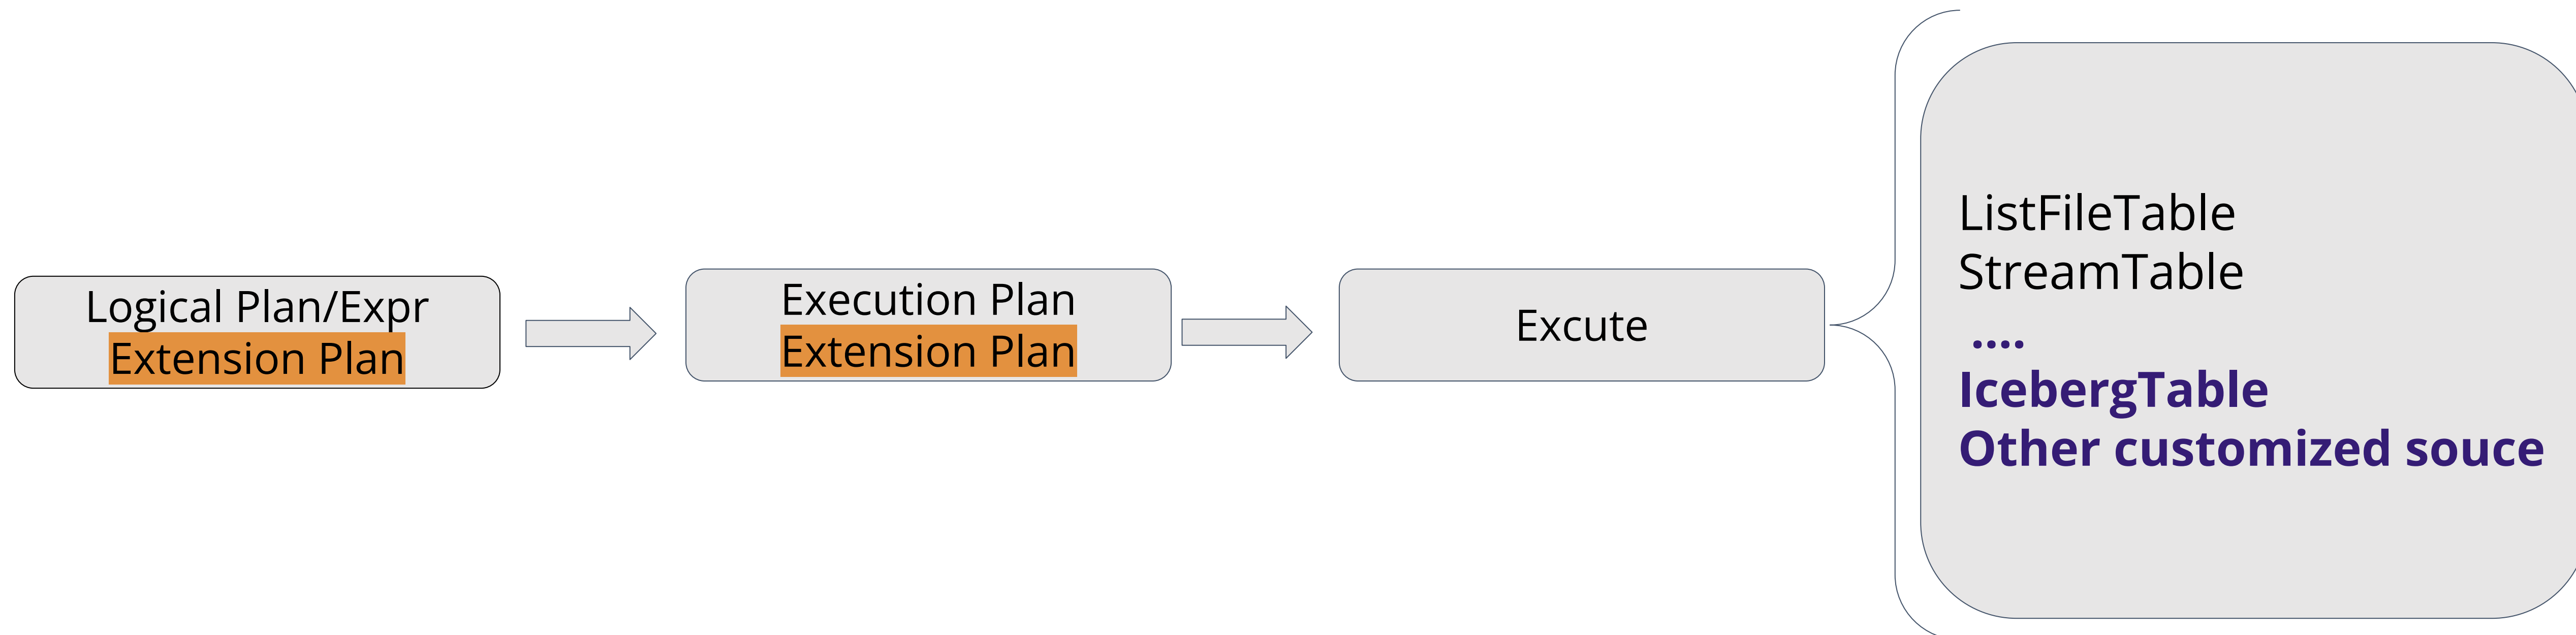 Logical Plan/Expr
Extension Plan
Execution Plan
Extension Plan
Excute
ListFileTable
StreamTable
....
IcebergTable
Other customized souce